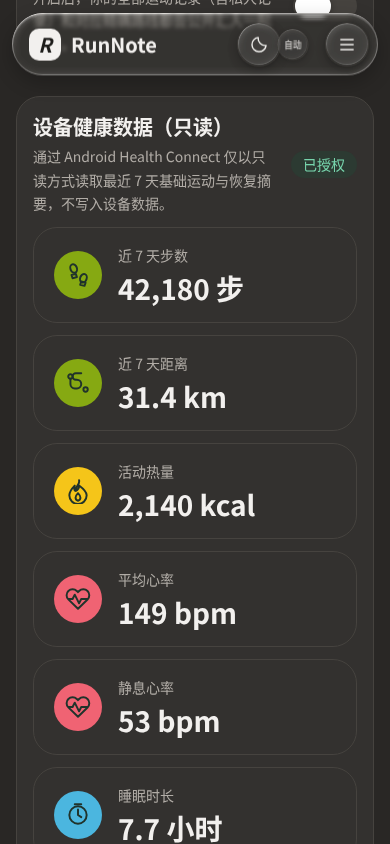 R RunNote
自动
设备健康数据（只读）
通过 Android Health Connect 仅以只
读方式读取最近 7 天基础运动与恢复摘
要，不写入设备数据。
已授权
近 7 天步数
42,180 步
近 7 天距离
31.4 km
活动热量
2,140 kcal
平均心率
149 bpm
静息心率
53 bpm
睡眠时长
7.7 小时